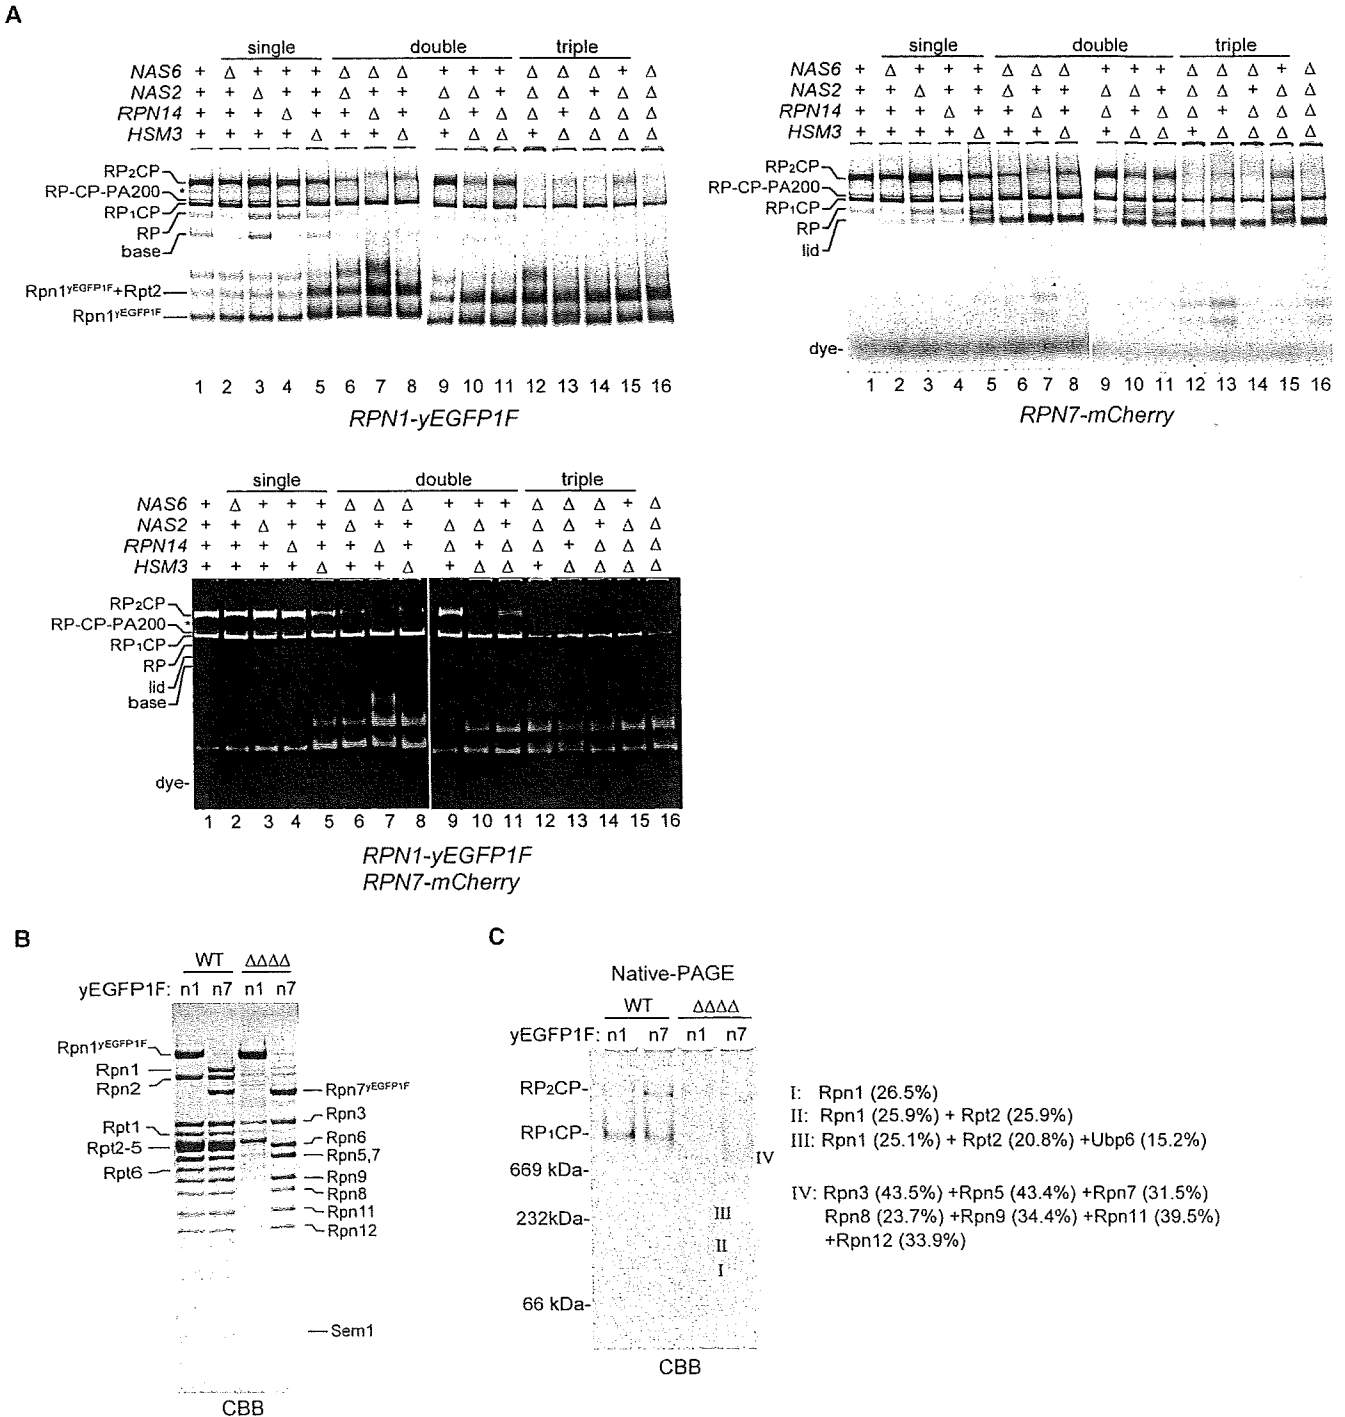 A
single double triple
NAS6 + Δ + + + Δ Δ Δ + + + Δ Δ Δ + Δ
NAS2 + + Δ + + Δ + + Δ Δ + Δ Δ + Δ Δ
RPN14 + + + Δ + + Δ + Δ + Δ Δ + Δ Δ Δ
HSM3 + + + + Δ + + Δ + Δ Δ + Δ Δ Δ Δ
RP2CP
RP-CP-PA200 *
RP1CP
RP
base
Rpn1yEGFP1F+Rpt2
Rpn1yEGFP1F
1 2 3 4 5 6 7 8 9 10 11 12 13 14 15 16
RPN1-yEGFP1F
single double triple
NAS6 + Δ + + + Δ Δ Δ + + + Δ Δ Δ + Δ
NAS2 + + Δ + + Δ + + Δ Δ + Δ Δ + Δ Δ
RPN14 + + + Δ + + Δ + Δ + Δ Δ + Δ Δ Δ
HSM3 + + + + Δ + + Δ + Δ Δ + Δ Δ Δ Δ
RP2CP
RP-CP-PA200
RP1CP
RP
lid
dye-
1 2 3 4 5 6 7 8 9 10 11 12 13 14 15 16
RPN7-mCherry
single double triple
NAS6 + Δ + + + Δ Δ Δ + + + Δ Δ Δ + Δ
NAS2 + + Δ + + Δ + + Δ Δ + Δ Δ + Δ Δ
RPN14 + + + Δ + + Δ + Δ + Δ Δ + Δ Δ Δ
HSM3 + + + + Δ + + Δ + Δ Δ + Δ Δ Δ Δ
RP2CP
RP-CP-PA200 *
RP1CP
RP
lid
base
dye-
1 2 3 4 5 6 7 8 9 10 11 12 13 14 15 16
RPN1-yEGFP1F
RPN7-mCherry
B
WT ΔΔΔΔ
yEGFP1F: n1 n7 n1 n7
Rpn1yEGFP1F
Rpn1
Rpn2
Rpt1
Rpt2-5
Rpt6
Rpn7yEGFP1F
Rpn3
Rpn6
Rpn5,7
Rpn9
Rpn8
Rpn11
Rpn12
Sem1
CBB
C
Native-PAGE
WT ΔΔΔΔ
yEGFP1F: n1 n7 n1 n7
RP2CP-
RP1CP-
669 kDa-
232kDa-
66 kDa-
IV
III
II
I
CBB
I: Rpn1 (26.5%)
II: Rpn1 (25.9%) + Rpt2 (25.9%)
III: Rpn1 (25.1%) + Rpt2 (20.8%) +Ubp6 (15.2%)
IV: Rpn3 (43.5%) +Rpn5 (43.4%) +Rpn7 (31.5%)
Rpn8 (23.7%) +Rpn9 (34.4%) +Rpn11 (39.5%)
+Rpn12 (33.9%)